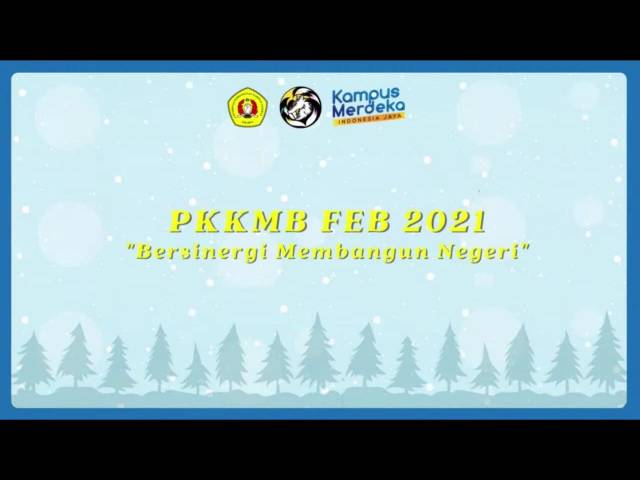 Kampus
Merdeka
INDONESIA JAYA
PKKMB FEB 2021
"Bersinergi Membangun Negeri"